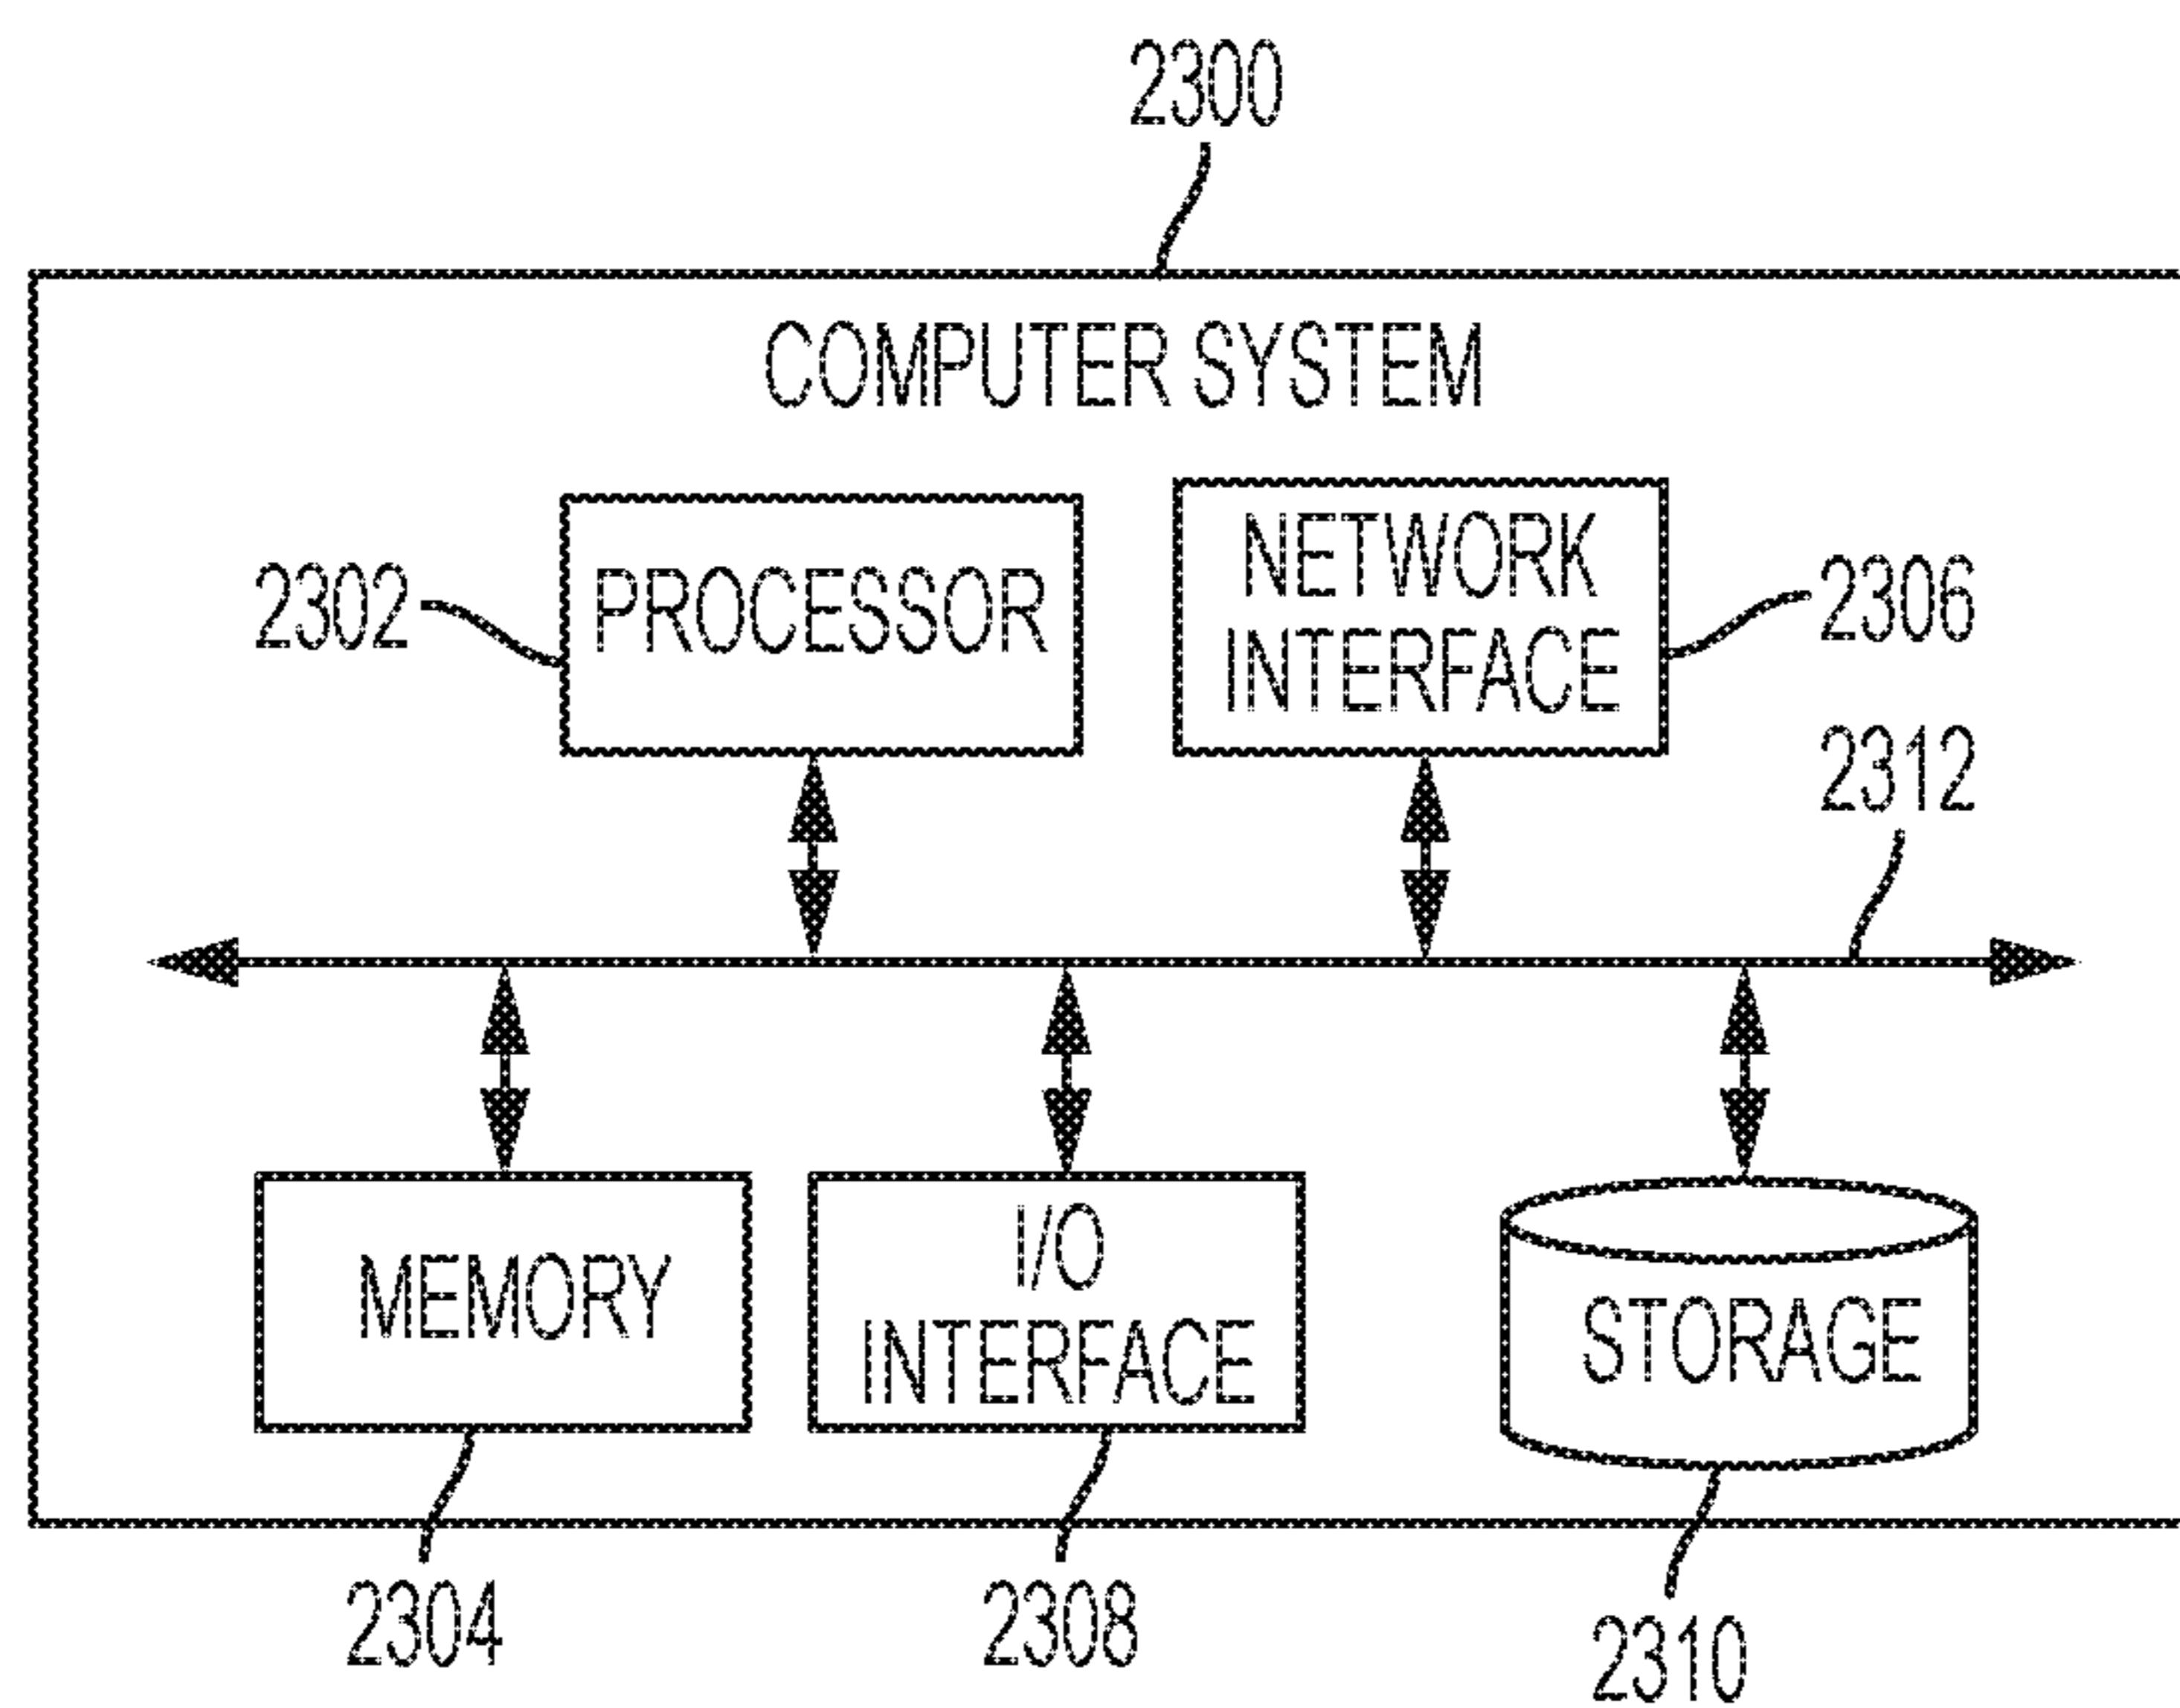 2300
COMPUTER SYSTEM
2302
PROCESSOR
NETWORK
INTERFACE
2306
2312
MEMORY
I/O
INTERFACE
STORAGE
2304
2308
2310